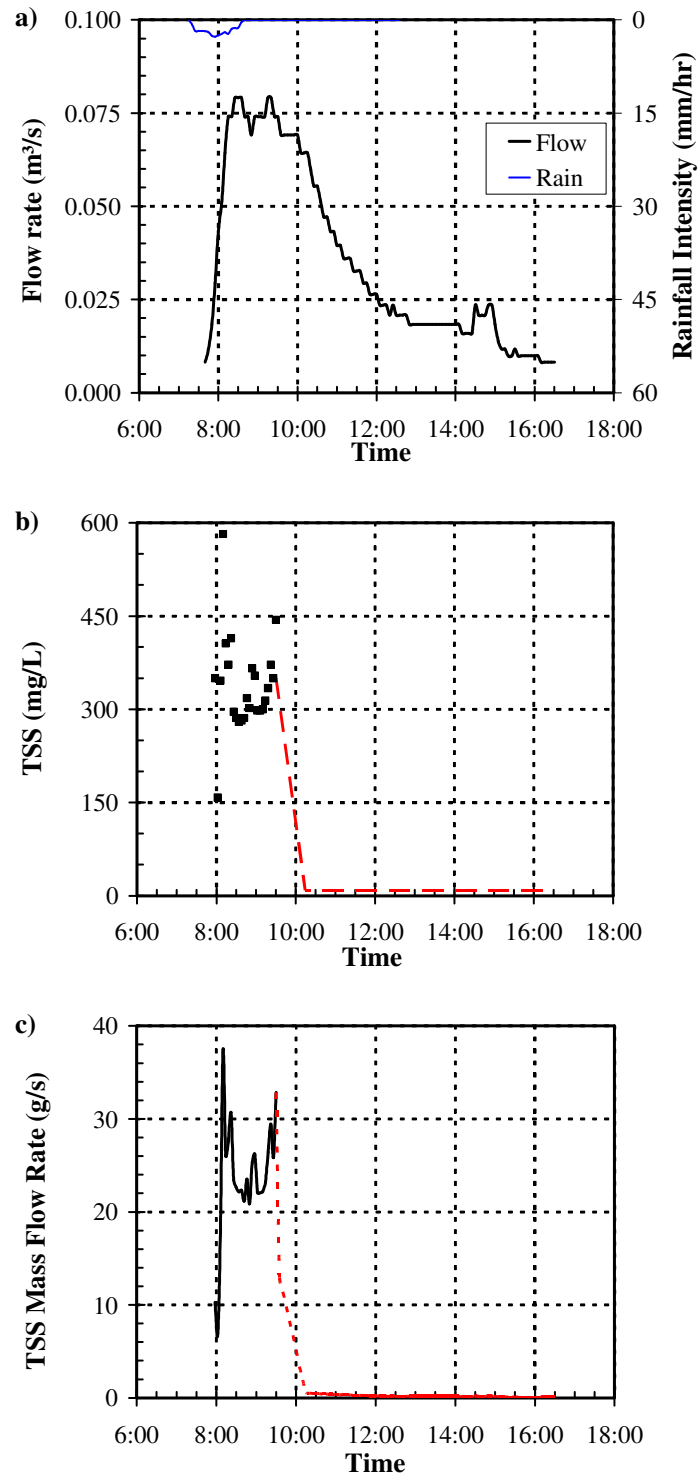 a)
0.100
0.075
0.050
0.025
0.000
Flow rate (m³/s)
0
15
30
45
60
Rainfall Intensity (mm/hr)
Flow
Rain
6:00 8:00 10:00 12:00 14:00 16:00 18:00
Time
b)
600
450
300
150
0
TSS (mg/L)
6:00 8:00 10:00 12:00 14:00 16:00 18:00
Time
c)
40
30
20
10
0
TSS Mass Flow Rate (g/s)
6:00 8:00 10:00 12:00 14:00 16:00 18:00
Time